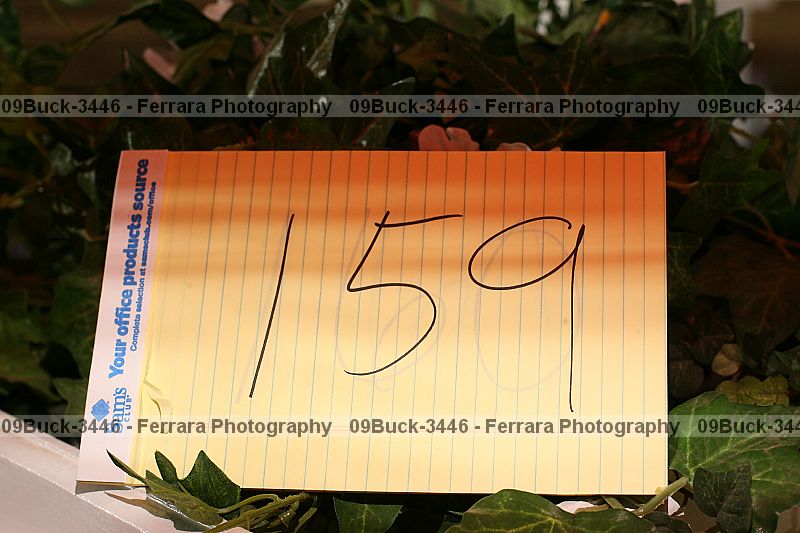 09Buck-3446 - Ferrara Photography 09Buck-3446 - Ferrara Photography 09Buck-344
159
Your office products source
Complete selection at samsclub.com/office
Sam's CLUB
09Buck-3446 - Ferrara Photography 09Buck-3446 - Ferrara Photography 09Buck-344